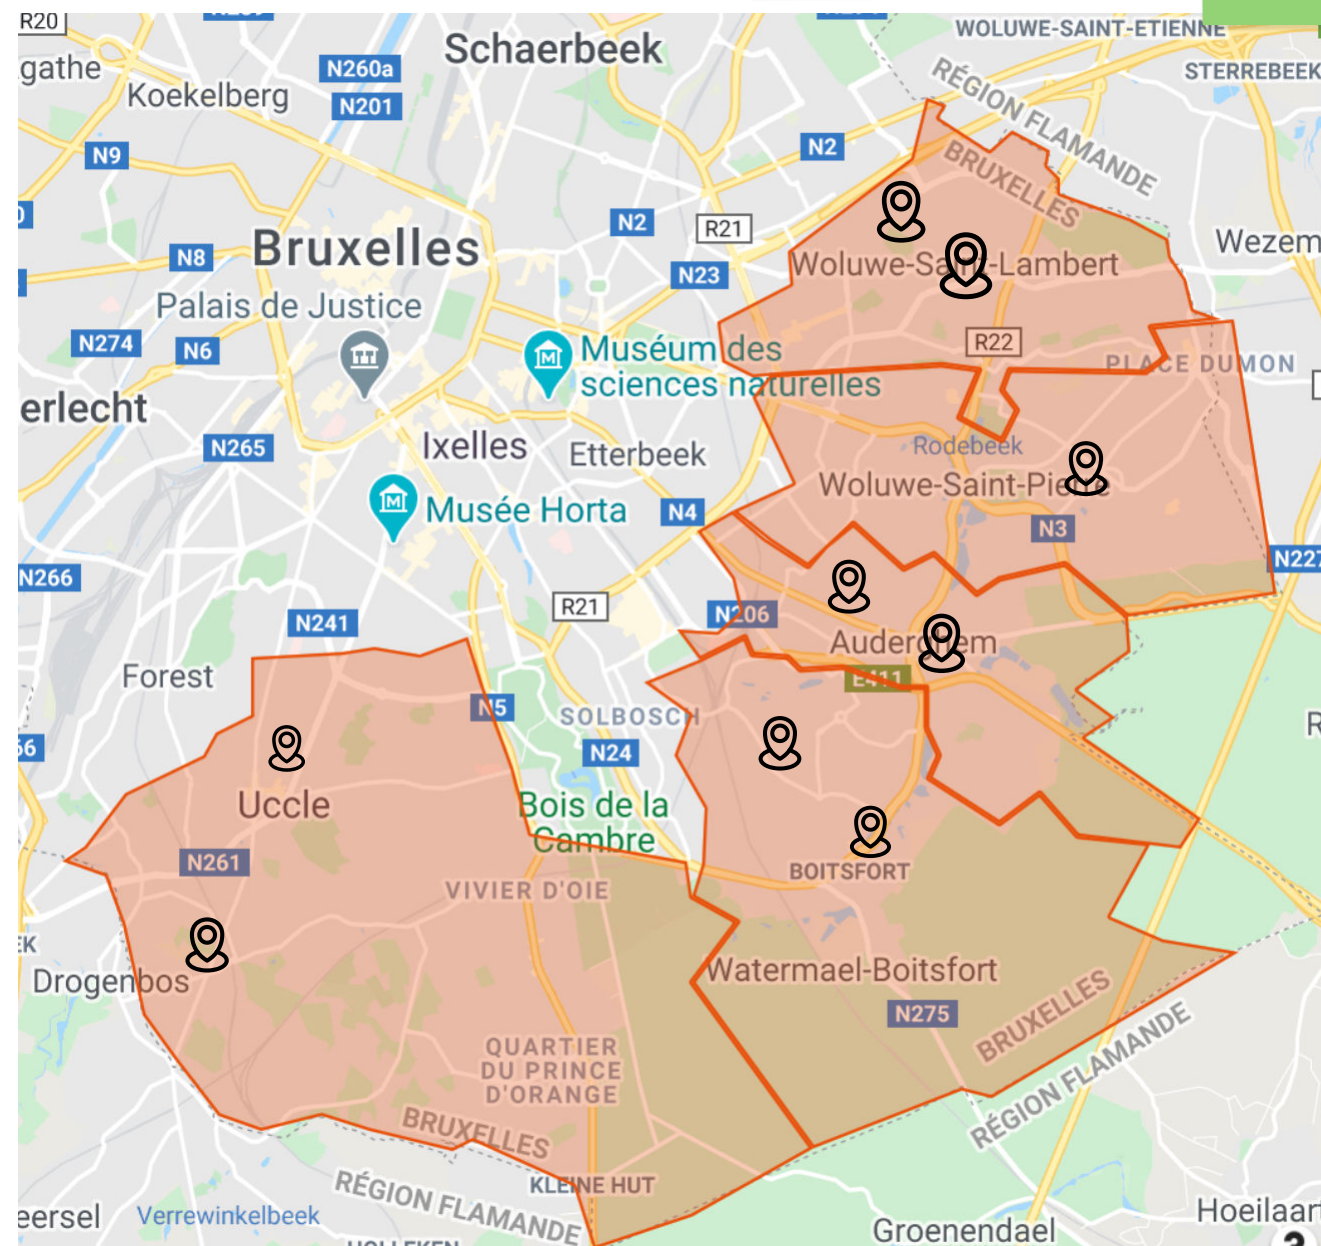 R20
WOLUWE-SAINT-ETIENNE
Schaerbeek
gathe
N260a
STERREBEEK
RÉGION FLAMANDE
Koekelberg
N201
N9
N2
BRUXELLES
N2
R21
Bruxelles
N8
Wezem
Woluwe-Saint-Lambert
N23
Palais de Justice
N274
N6
R22
Muséum des
sciences naturelles
PLACE DUMON
erlecht
N265
Ixelles
Etterbeek
Rodebeek
Woluwe-Saint-Pierre
Musée Horta
N4
N3
N266
N227
R21
N206
N241
Auderghem
Forest
E411
N5
SOLBOSCH
R
66
N24
Uccle
Bois de la
Cambre
N261
BOITSFORT
VIVIER D'OIE
EK
Drogenbos
Watermael-Boitsfort
N275
BRUXELLES
QUARTIER
DU PRINCE
D'ORANGE
RÉGION FLAMANDE
BRUXELLES
KLEINE HUT
RÉGION FLAMANDE
eersel
Verrewinkelbeek
Hoeilaart
Groenendael